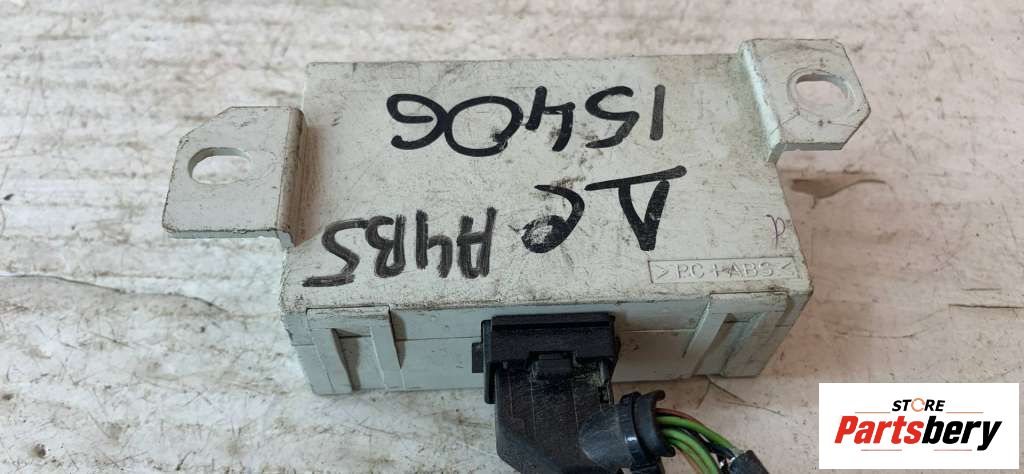 A6 A4B5
15406
>PC+ABS<
STORE
Partsbery